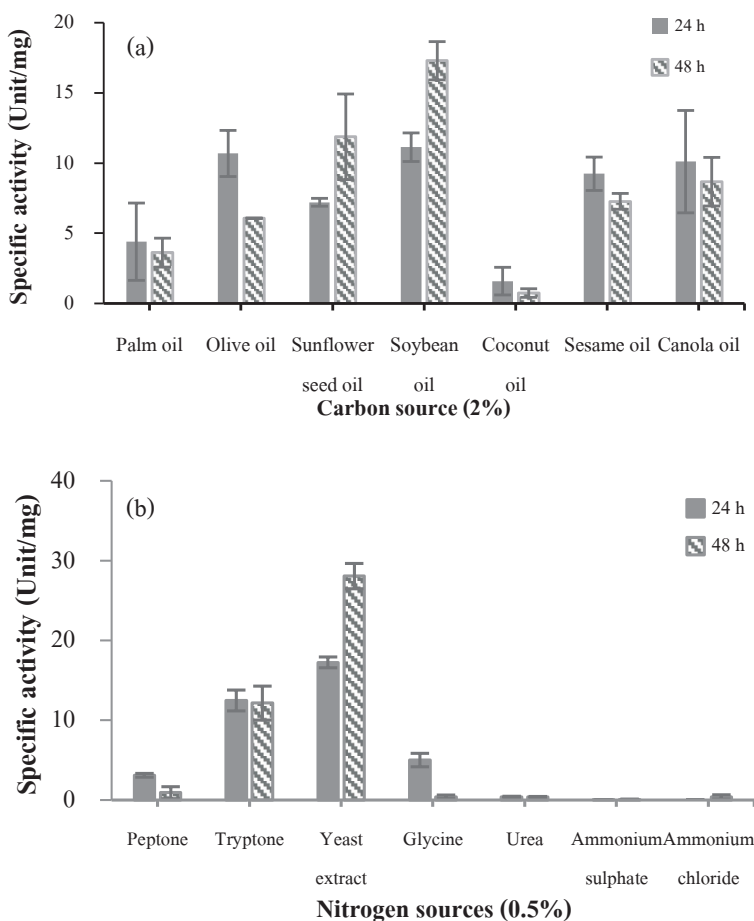 (a)
24 h
48 h
Specific activity (Unit/mg)
20
15
10
5
0
Palm oil Olive oil Sunflower Soybean Coconut Sesame oil Canola oil
seed oil oil oil
Carbon source (2%)
(b)
24 h
48 h
Specific activity (Unit/mg)
40
30
20
10
0
Peptone Tryptone Yeast Glycine Urea Ammonium Ammonium
extract sulphate chloride
Nitrogen sources (0.5%)